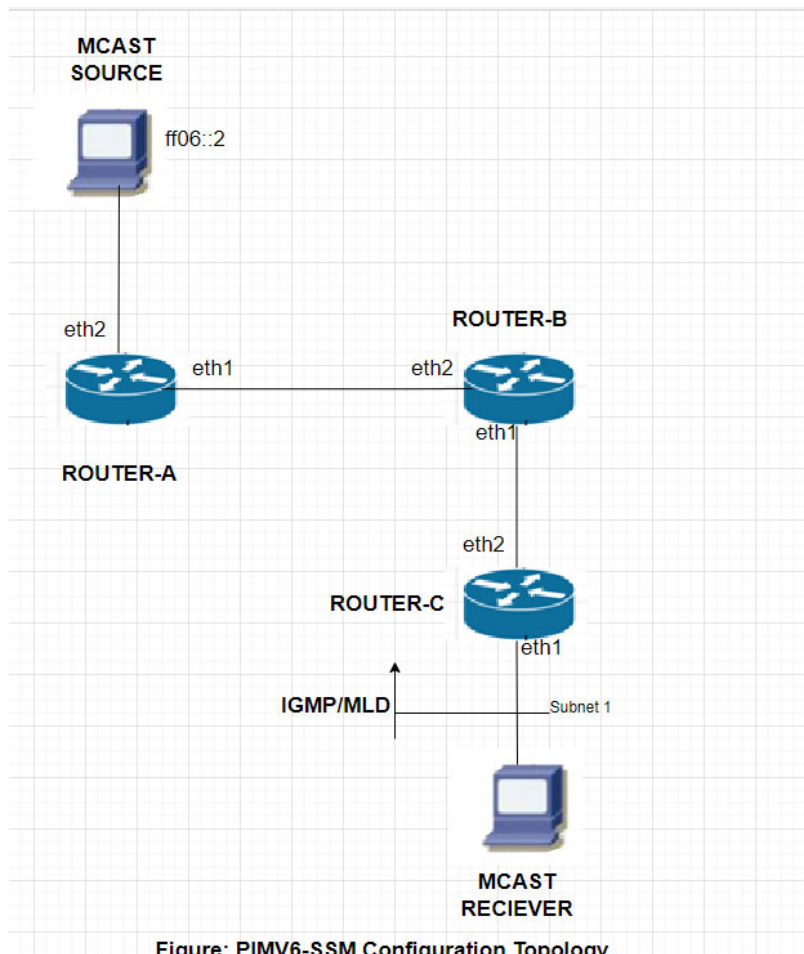 MCAST
SOURCE
ff06::2
eth2
eth1
eth2
ROUTER-B
eth1
ROUTER-A
eth2
ROUTER-C
eth1
IGMP/MLD
Subnet 1
MCAST
RECIEVER
Figure: PIMV6-SSM Configuration Topology